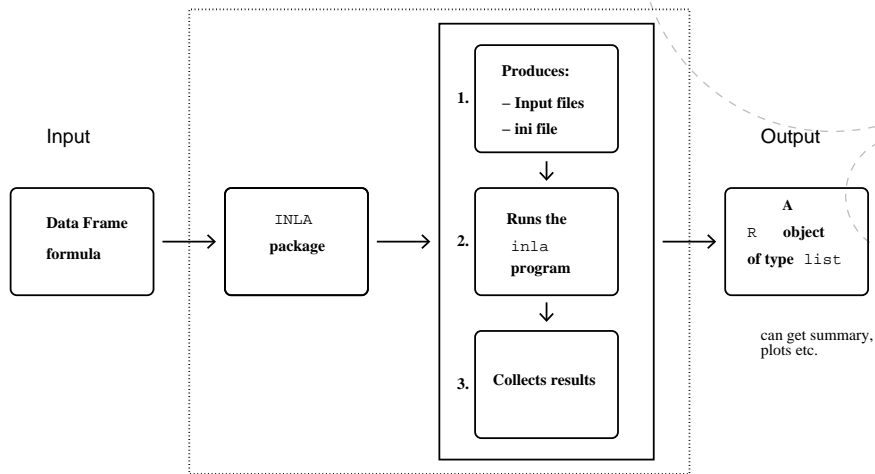 Input
Data Frame
formula
INLA
package
1.
Produces:
– Input files
– ini file
2.
Runs the
inla
program
3.
Collects results
Output
A
R object
of type list
can get summary,
plots etc.